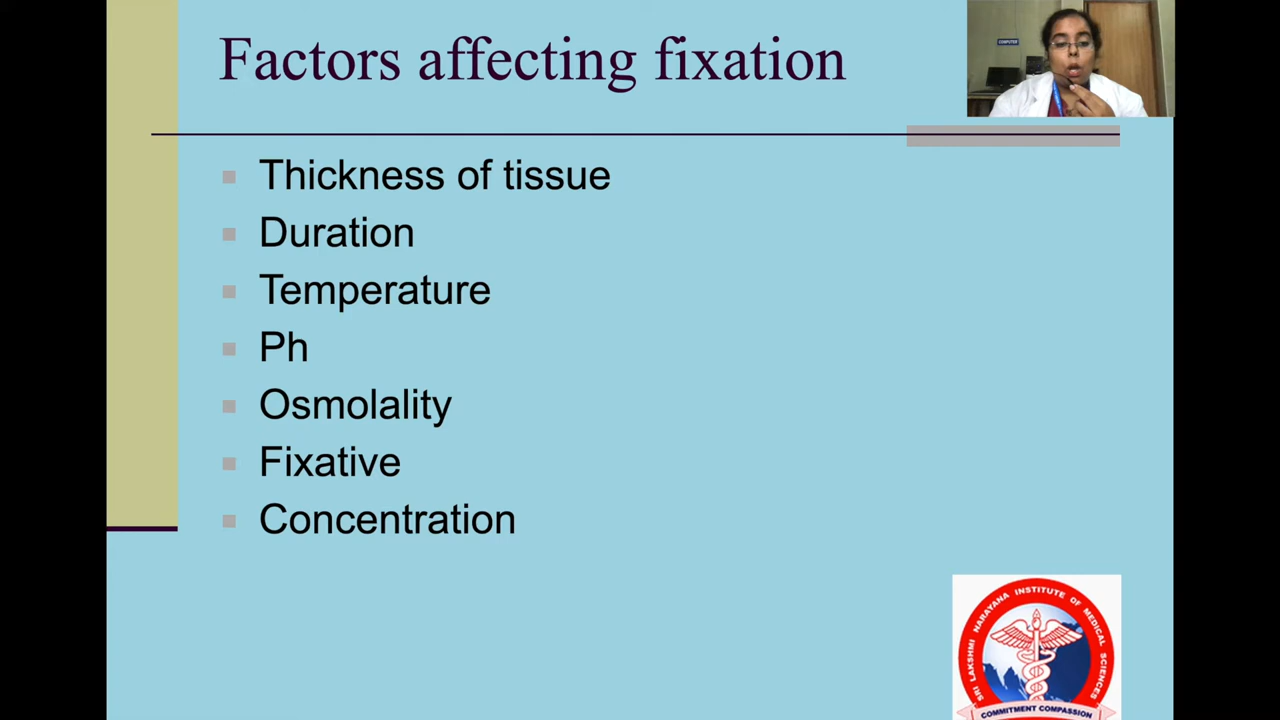 Factors affecting fixation
COMPUTER
Thickness of tissue
Duration
Temperature
Ph
Osmolality
Fixative
Concentration
SRI LAKSHMI NARAYANA INSTITUTE OF MEDICAL SCIENCES
COMMITMENT COMPASSION